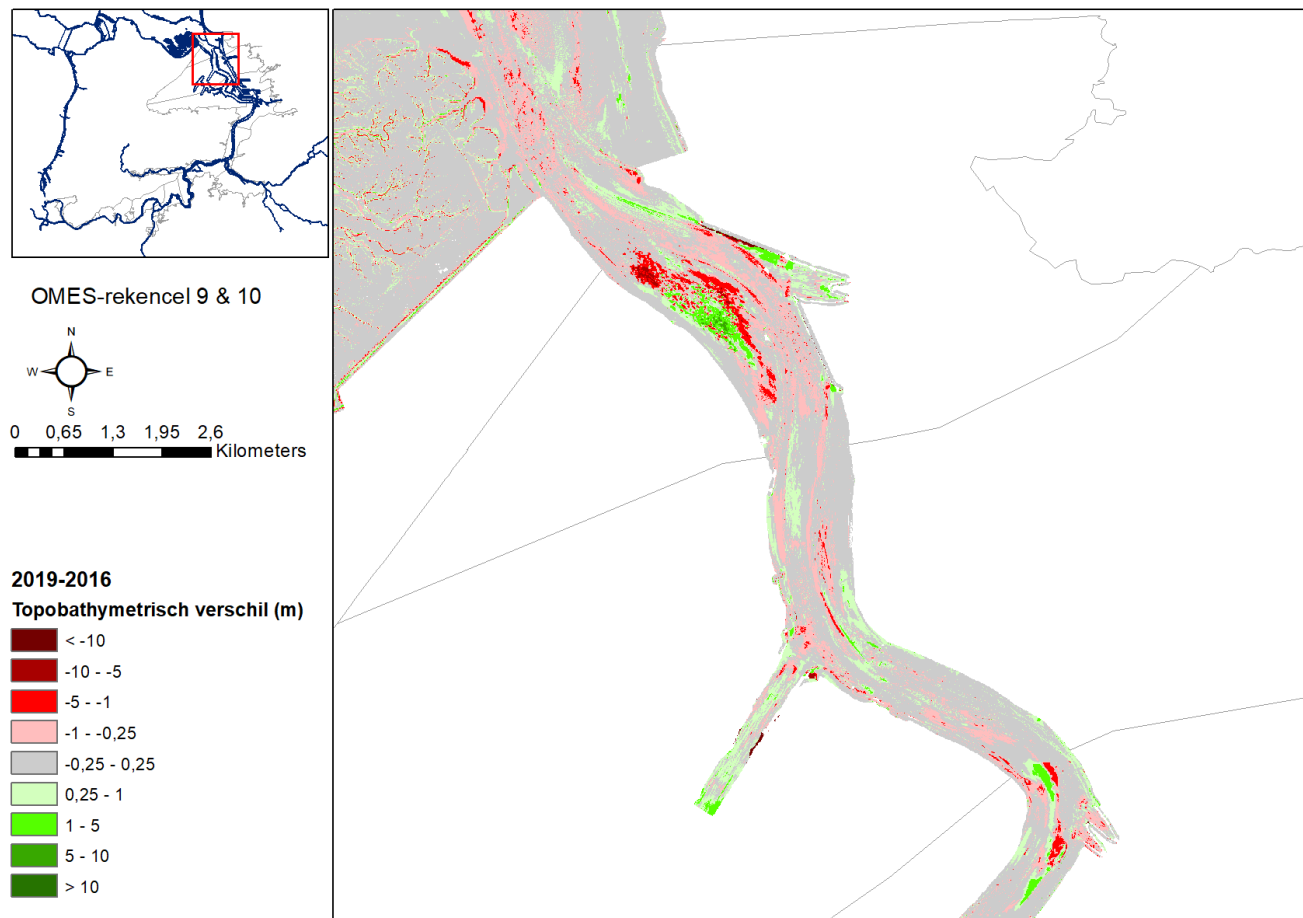 OMES-rekencel 9 & 10
N
W E
S
0 0,65 1,3 1,95 2,6
Kilometers
2019-2016
Topobathymetrisch verschil (m)
< -10
-10 - -5
-5 - -1
-1 - -0,25
-0,25 - 0,25
0,25 - 1
1 - 5
5 - 10
> 10